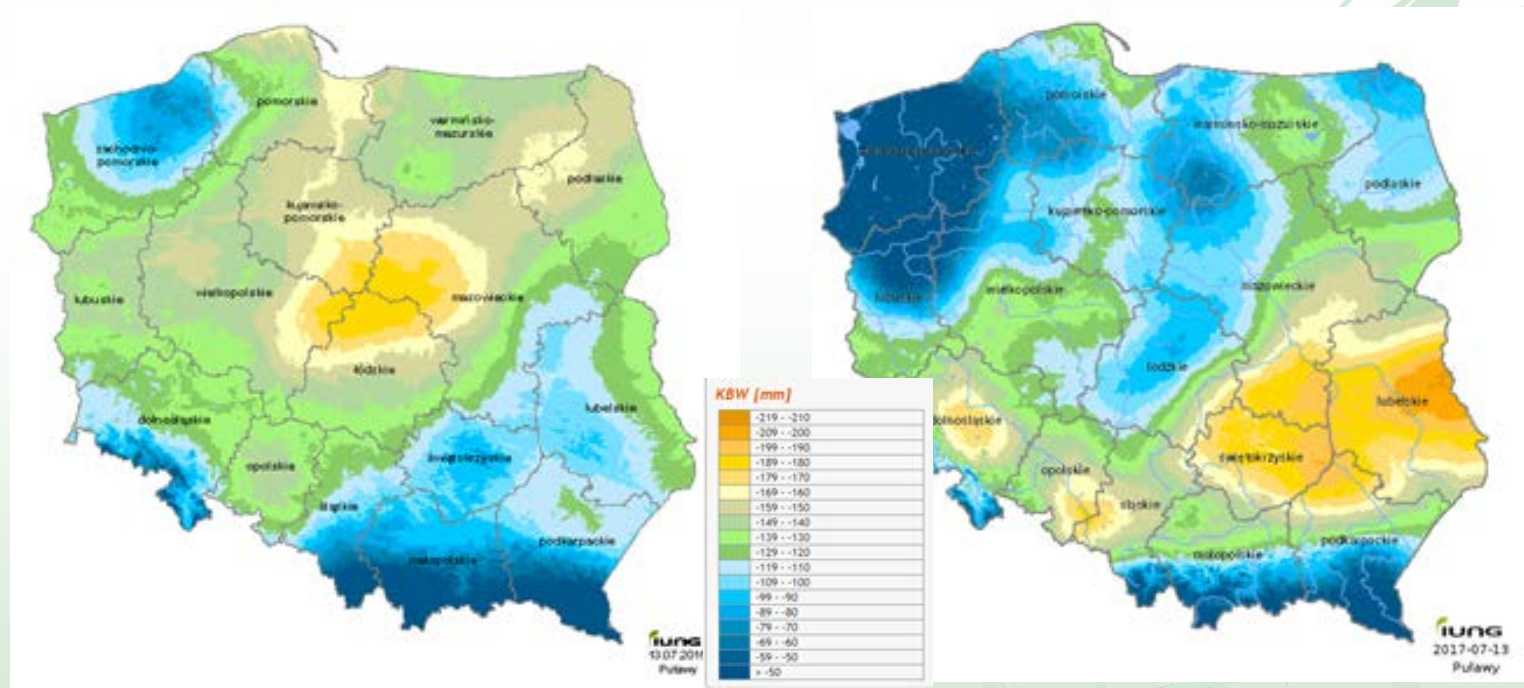 pomorskie
warmińsko-
mazurskie
zachodnio-
pomorskie
podlaskie
kujawsko-
pomorskie
lubuskie
wielkopolskie
mazowieckie
łódzkie
dolnośląskie
lubelskie
opolskie
świętokrzyskie
śląskie
podkarpackie
małopolskie
IUNG
Puławy
KBW [mm]
-219 - -210
-209 - -200
-199 - -190
-189 - -180
-179 - -170
-169 - -160
-159 - -150
-149 - -140
-139 - -130
-129 - -120
-119 - -110
-109 - -100
-99 - -90
-89 - -80
-79 - -70
-69 - -60
-59 - -50
> -50
pomorskie
warmińsko-mazurskie
podlaskie
kujawsko-pomorskie
lubuskie
wielkopolskie
mazowieckie
łódzkie
dolnośląskie
lubelskie
opolskie
świętokrzyskie
śląskie
małopolskie
podkarpackie
IUNG
2017-07-13
Puławy